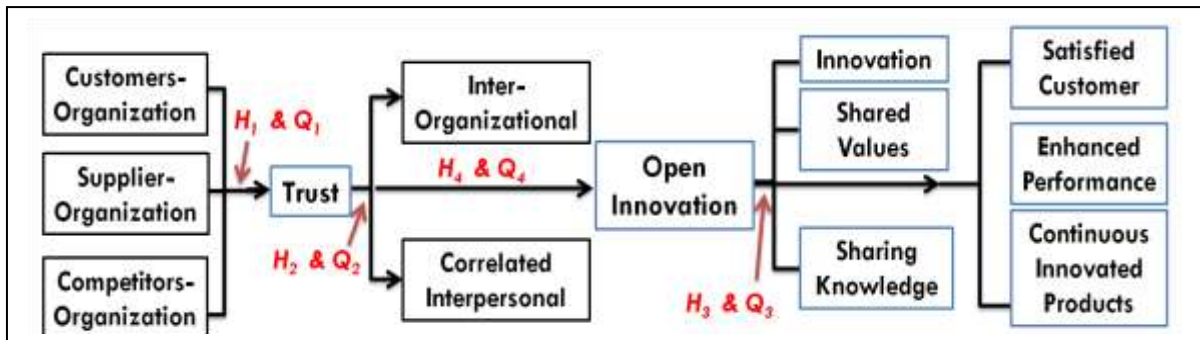 Customers-
Organization
Supplier-
Organization
Competitors-
Organization
H1 & Q1
Trust
H2 & Q2
Inter-
Organizational
H4 & Q4
Correlated
Interpersonal
Open
Innovation
H3 & Q3
Innovation
Shared
Values
Sharing
Knowledge
Satisfied
Customer
Enhanced
Performance
Continuous
Innovated
Products